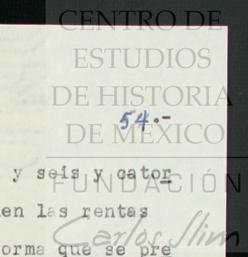 CENTRO DE
ESTUDIOS
DE HISTORIA
DE MÉXICO
54.-
y seis y cator
FUNDACIÓN
en las rentas
Carlos Slim
orma que se pre